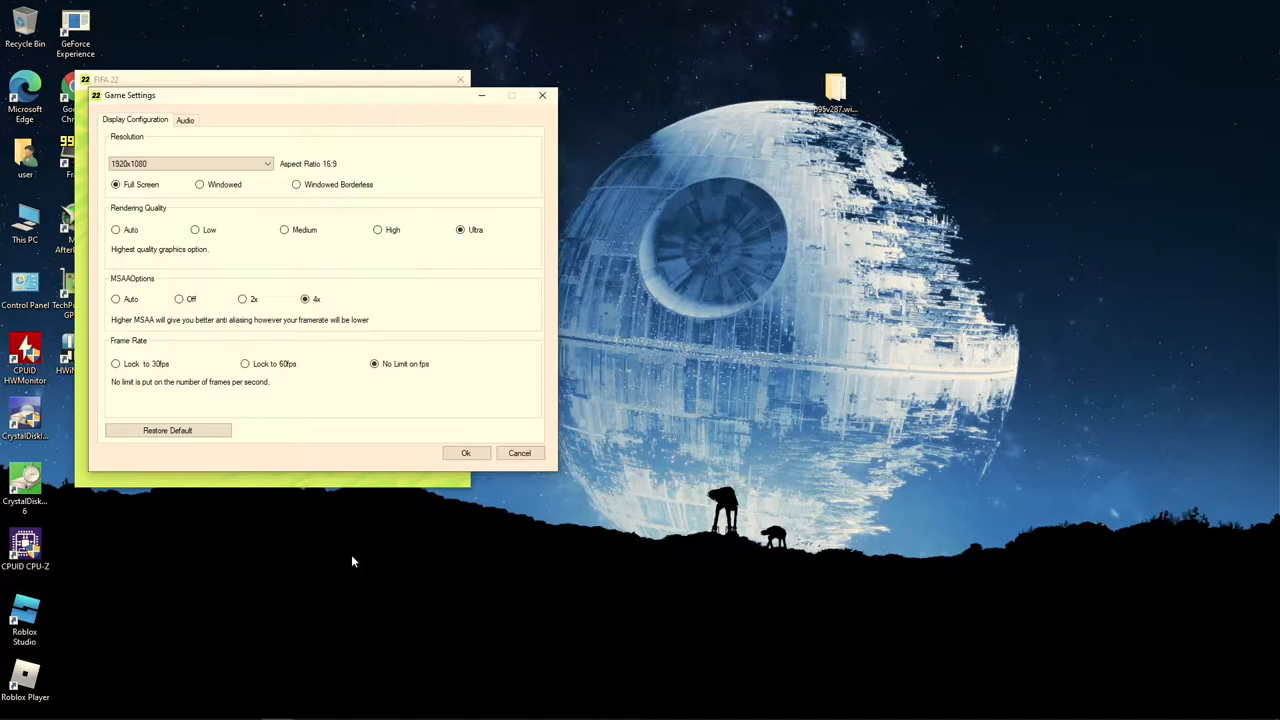 Recycle Bin
GeForce
Experience
Microsoft
Edge
user
This PC
Control Panel
CPUID
HWMonitor
CrystalDiskI...
CrystalDisk...
6
CPUID CPU-Z
Roblox
Studio
Roblox Player
p95v287.wi...
22 FIFA 22
22 Game Settings
Display Configuration Audio
Resolution
1920x1080 Aspect Ratio 16:9
Full Screen Windowed Windowed Borderless
Rendering Quality
Auto Low Medium High Ultra
Highest quality graphics option.
MSAAOptions
Auto Off 2x 4x
Higher MSAA will give you better anti aliasing however your framerate will be lower
Frame Rate
Lock to 30fps Lock to 60fps No Limit on fps
No limit is put on the number of frames per second.
Restore Default
Ok Cancel